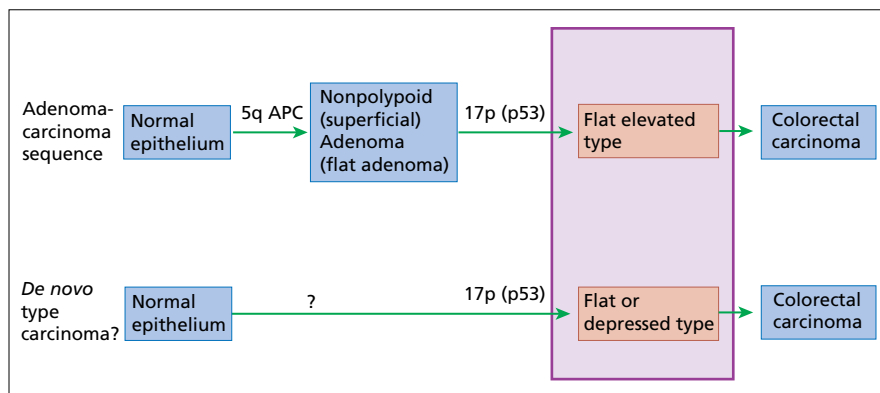 Adenoma-
carcinoma
sequence
Normal
epithelium
5q APC
Nonpolypoid
(superficial)
Adenoma
(flat adenoma)
17p (p53)
Flat elevated
type
Colorectal
carcinoma
De novo
type
carcinoma?
Normal
epithelium
?
17p (p53)
Flat or
depressed type
Colorectal
carcinoma